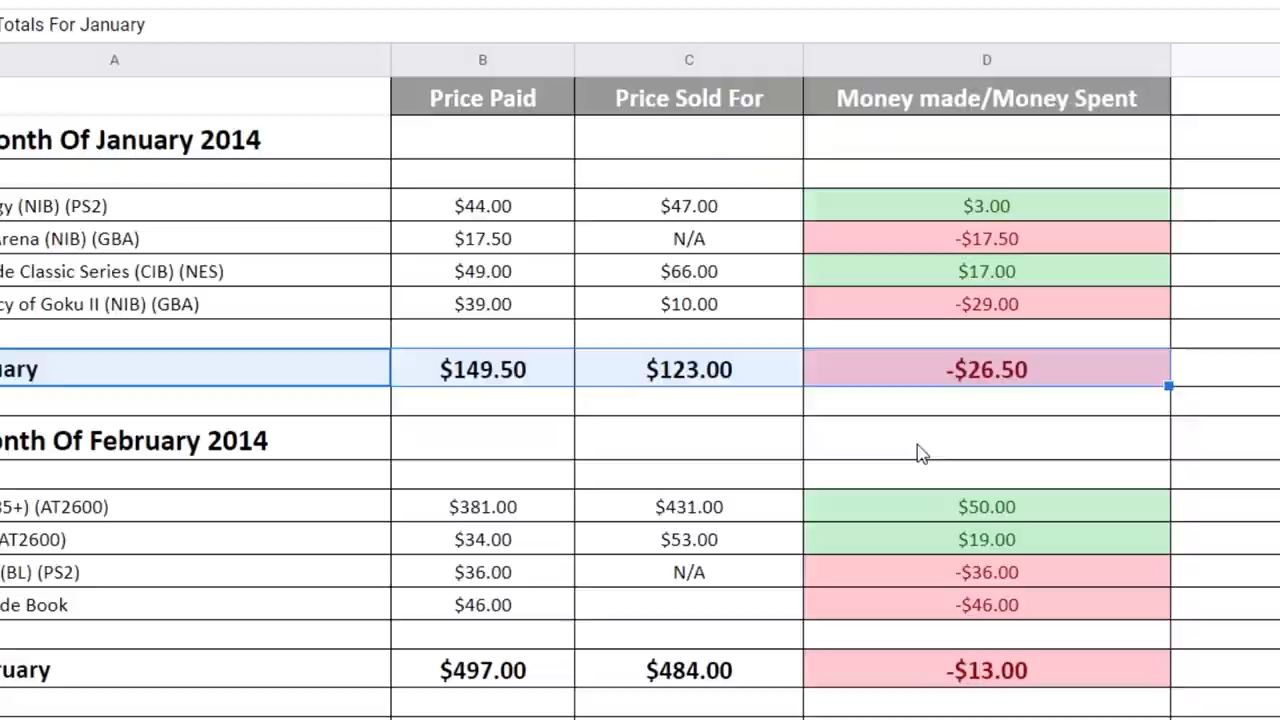 Totals For January
A B C D
Price Paid Price Sold For Money made/Money Spent
onth Of January 2014
gy (NIB) (PS2) $44.00 $47.00 $3.00
Arena (NIB) (GBA) $17.50 N/A -$17.50
de Classic Series (CIB) (NES) $49.00 $66.00 $17.00
cy of Goku II (NIB) (GBA) $39.00 $10.00 -$29.00
uary $149.50 $123.00 -$26.50
onth Of February 2014
85+) (AT2600) $381.00 $431.00 $50.00
AT2600) $34.00 $53.00 $19.00
(BL) (PS2) $36.00 N/A -$36.00
de Book $46.00 -$46.00
ruary $497.00 $484.00 -$13.00